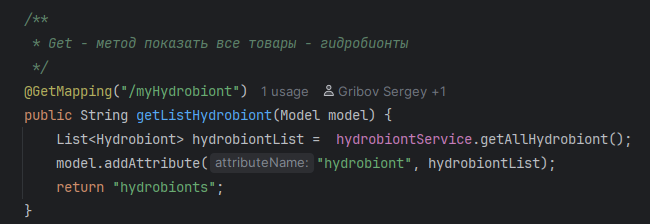 /**
* Get - метод показать все товары - гидробионты
*/
@GetMapping("/myHydrobiont") 1 usage Gribov Sergey +1
public String getListHydrobiont(Model model) {
List<Hydrobiont> hydrobiontList =  hydrobiontService.getAllHydrobiont();
model.addAttribute( attributeName: "hydrobiont", hydrobiontList);
return "hydrobionts";
}